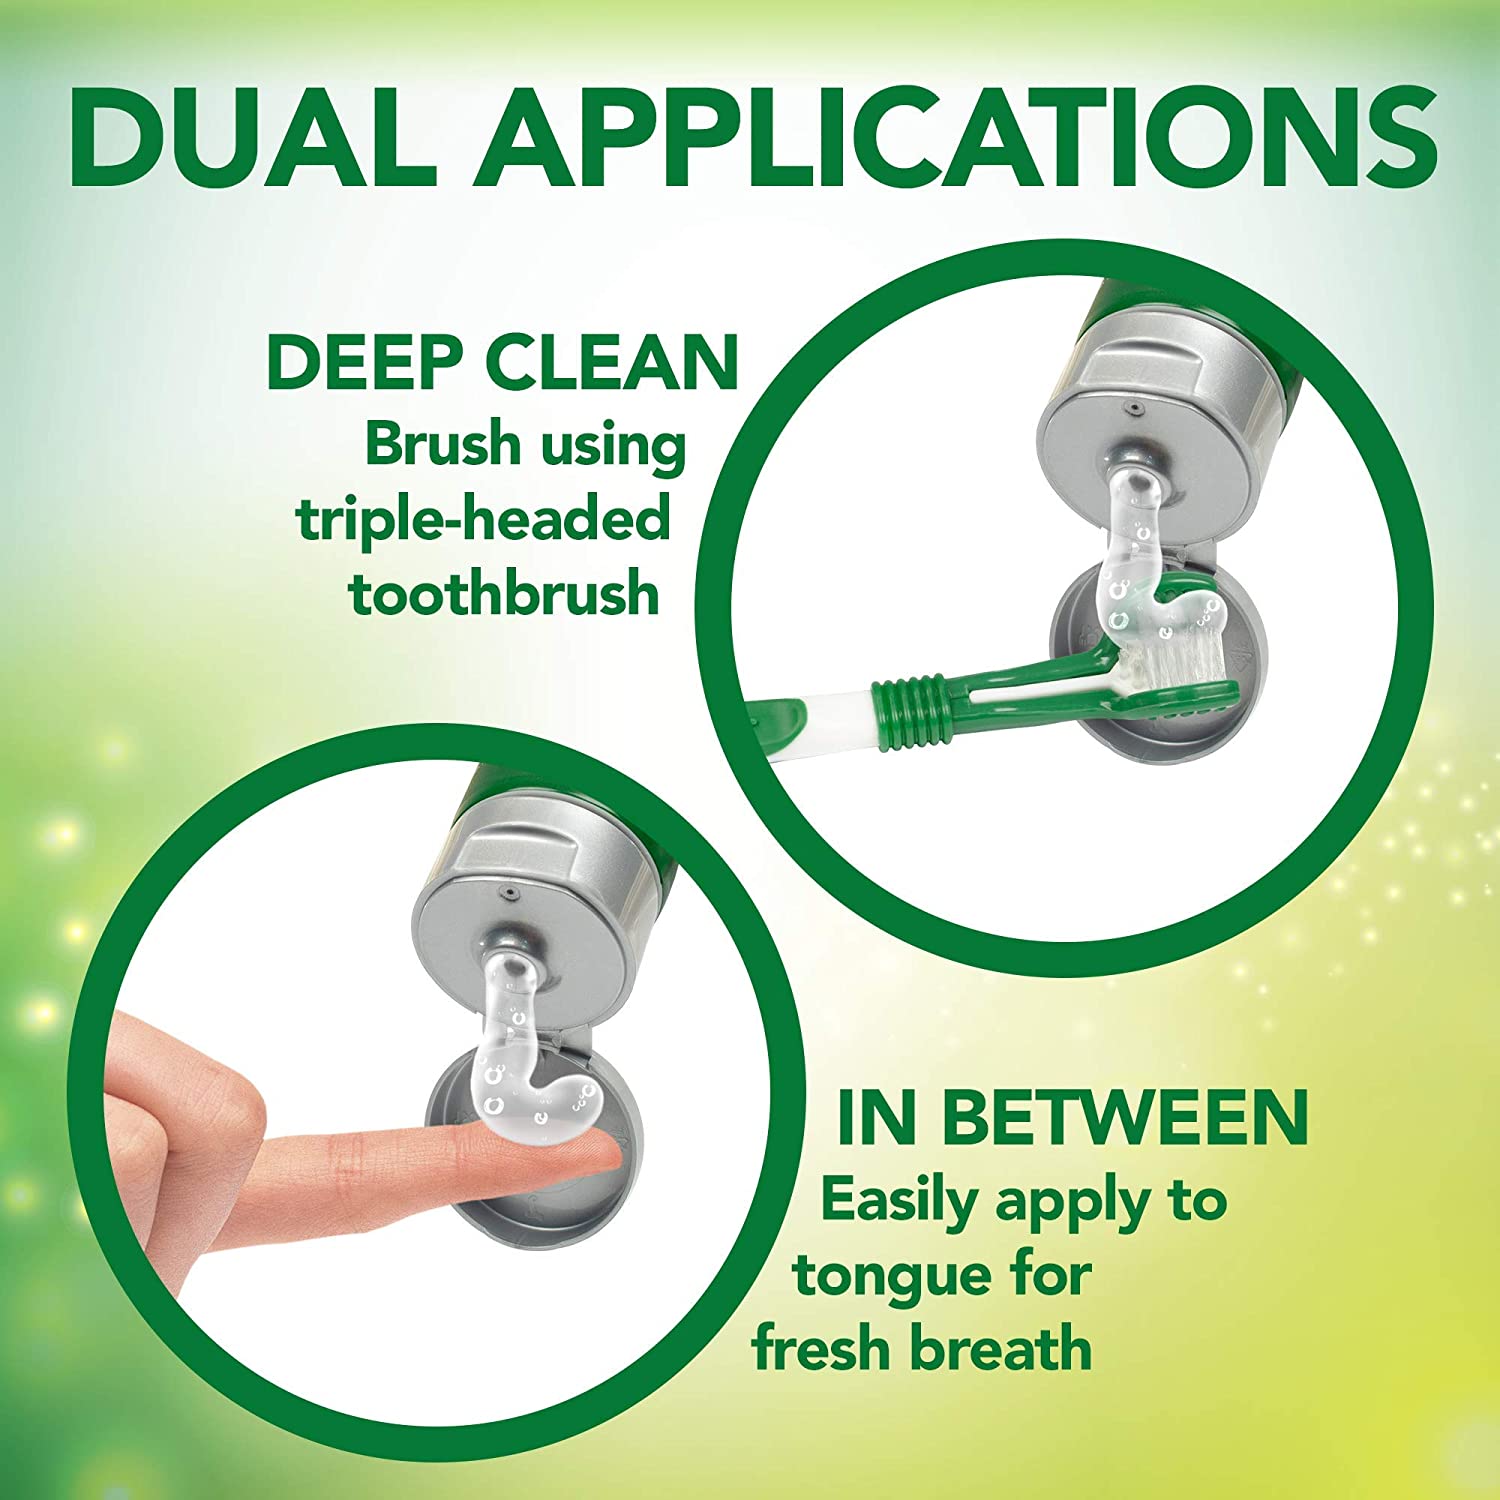 DUAL APPLICATIONS
DEEP CLEAN
Brush using
triple-headed
toothbrush
IN BETWEEN
Easily apply to
tongue for
fresh breath